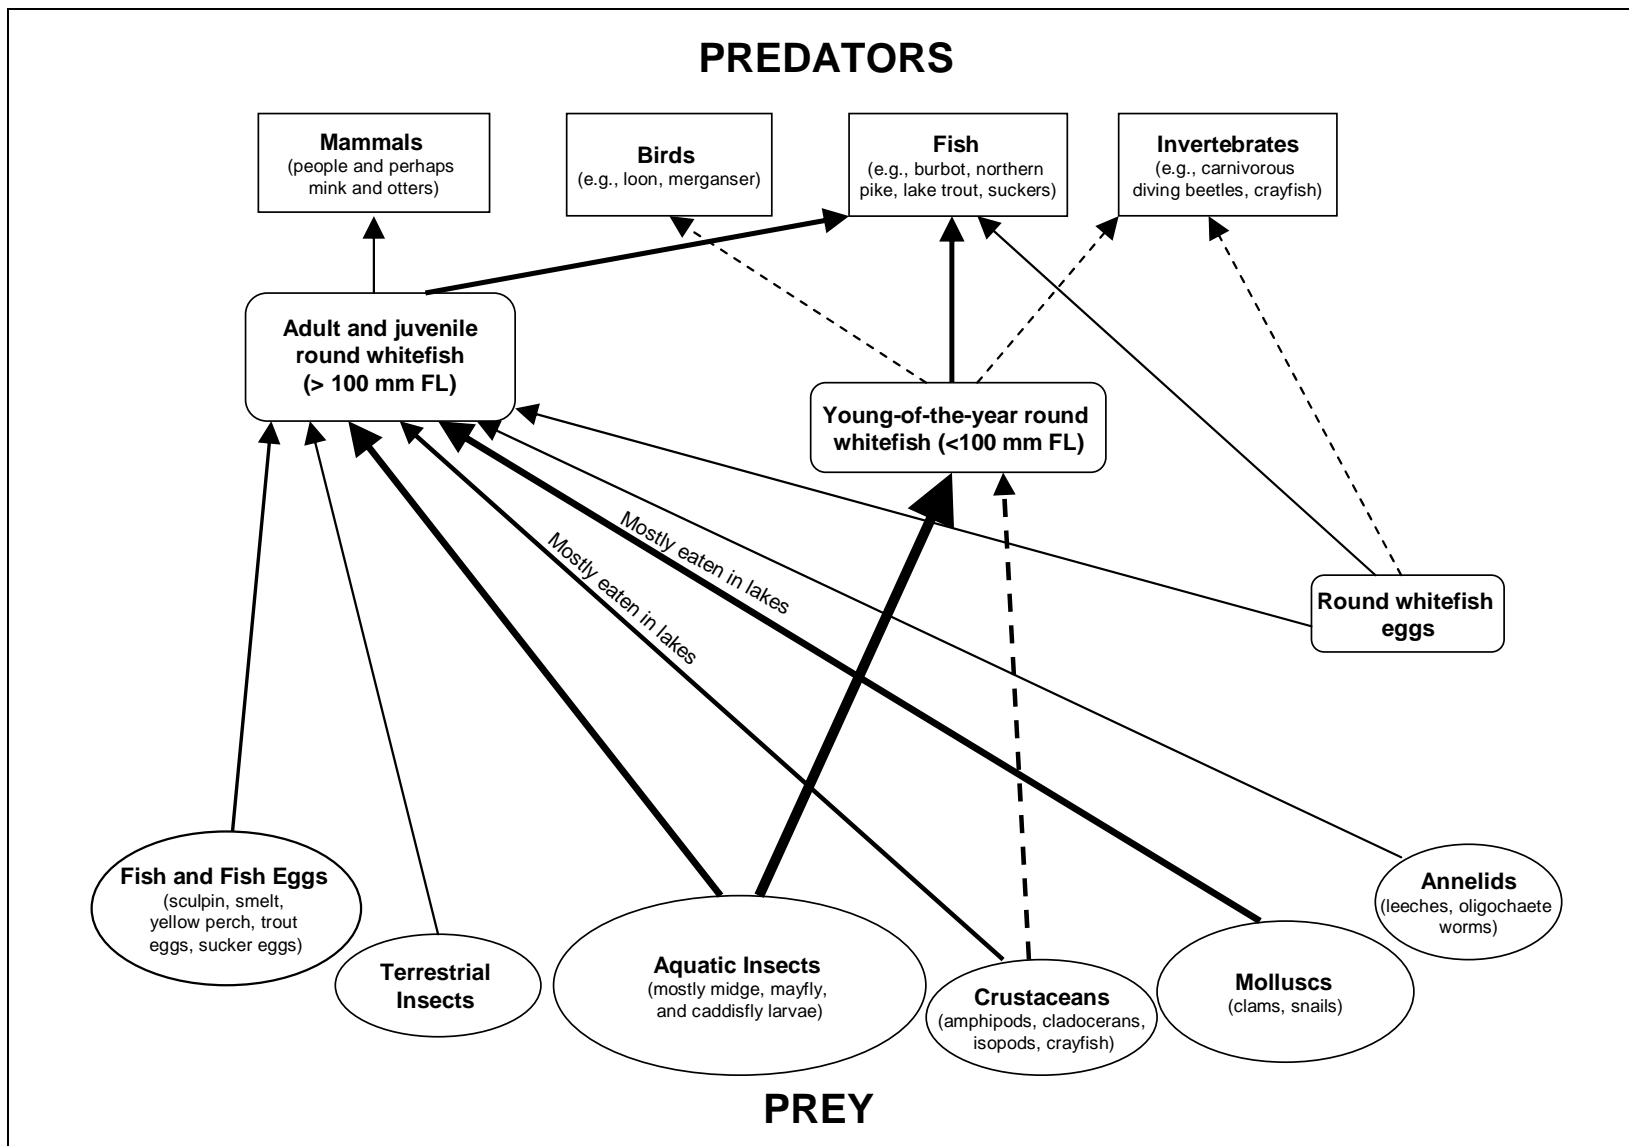 PREDATORS
Mammals
(people and perhaps
mink and otters)
Birds
(e.g., loon, merganser)
Fish
(e.g., burbot, northern
pike, lake trout, suckers)
Invertebrates
(e.g., carnivorous
diving beetles, crayfish)
Adult and juvenile
round whitefish
(> 100 mm FL)
Young-of-the-year round
whitefish (<100 mm FL)
Mostly eaten in lakes
Mostly eaten in lakes
Round whitefish
eggs
Fish and Fish Eggs
(sculpin, smelt,
yellow perch, trout
eggs, sucker eggs)
Terrestrial
Insects
Aquatic Insects
(mostly midge, mayfly,
and caddisfly larvae)
Crustaceans
(amphipods, cladocerans,
isopods, crayfish)
Molluscs
(clams, snails)
Annelids
(leeches, oligochaete
worms)
PREY